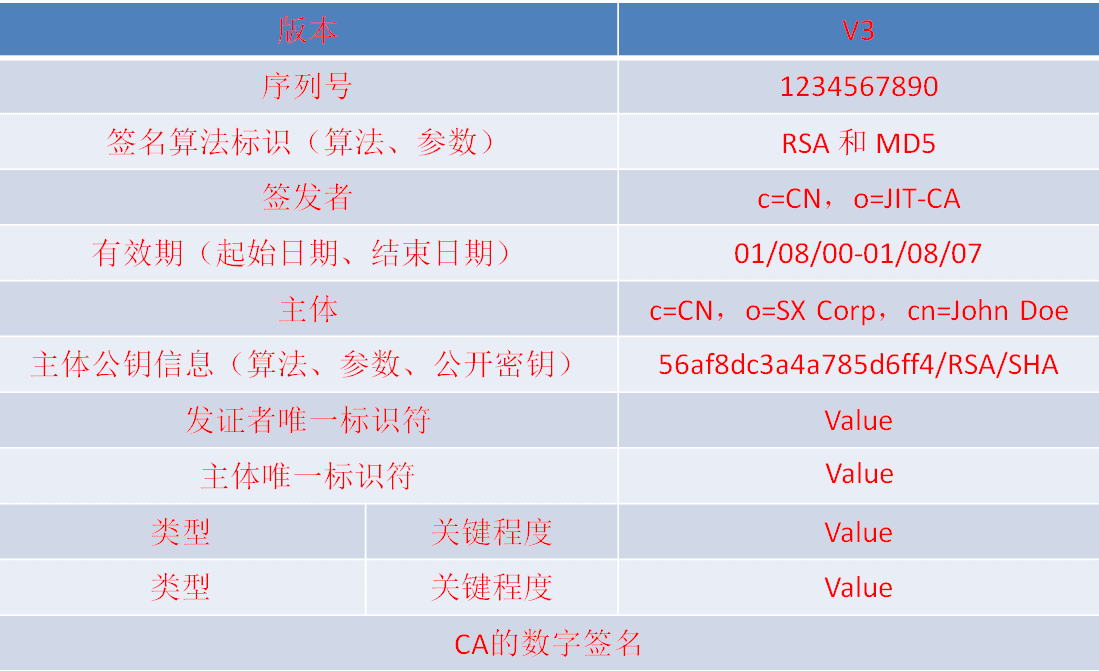 版本 V3
序列号 1234567890
签名算法标识（算法、参数） RSA 和 MD5
签发者 c=CN，o=JIT-CA
有效期（起始日期、结束日期） 01/08/00-01/08/07
主体 c=CN，o=SX Corp，cn=John Doe
主体公钥信息（算法、参数、公开密钥） 56af8dc3a4a785d6ff4/RSA/SHA
发证者唯一标识符 Value
主体唯一标识符 Value
类型 关键程度 Value
类型 关键程度 Value
CA的数字签名